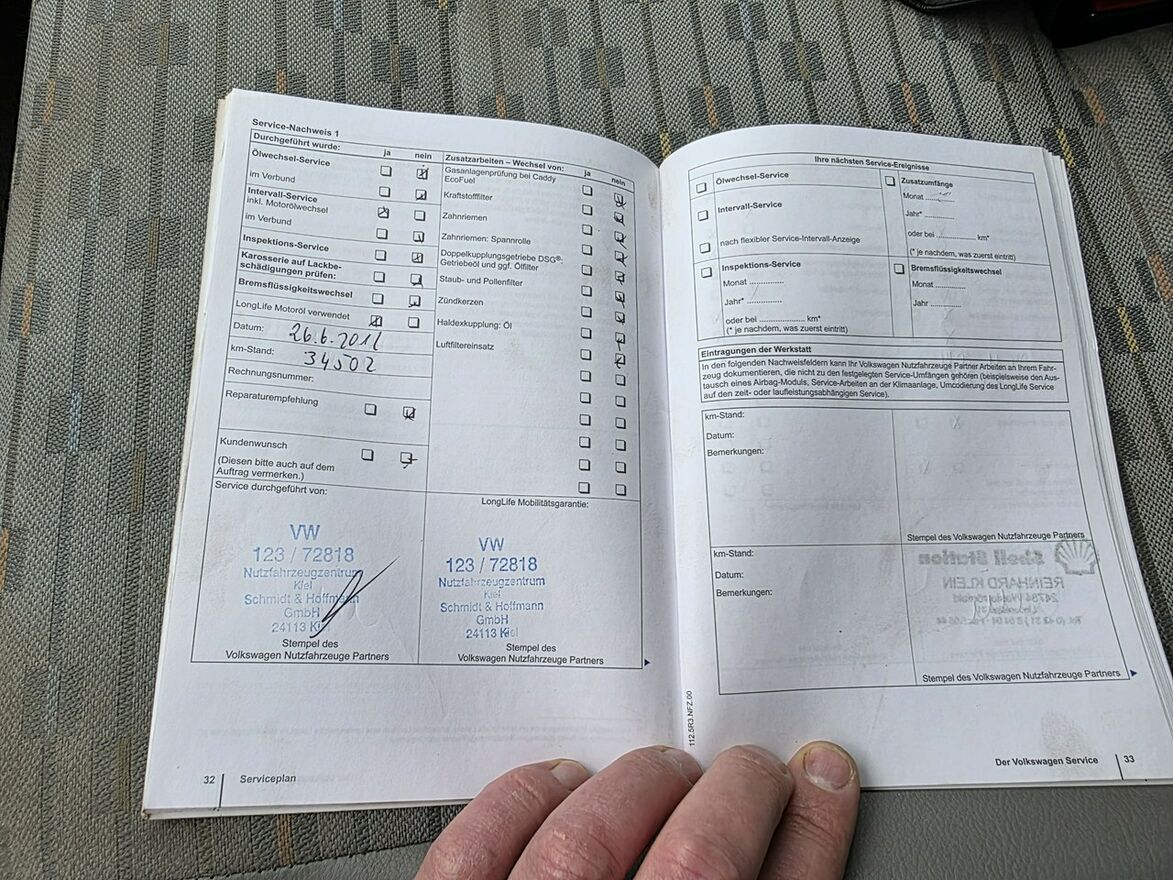 Service-Nachweis 1
Durchgeführt wurde:
ja
nein
Ölwechsel-Service
im Verbund
Intervall-Service
inkl. Motorölwechsel
im Verbund
Inspektions-Service
Karosserie auf Lackbe-
schädigungen prüfen:
Bremsflüssigkeitswechsel
LongLife Motoröl verwendet
Datum:
26.6.2012
km-Stand:
34502
Rechnungsnummer:
Reparaturempfehlung
Kundenwunsch
(Diesen bitte auch auf dem
Auftrag vermerken.)
Service durchgeführt von:
VW
123 / 72818
Nutzfahrzeugzentrum
Kiel
Schmidt & Hoffmann
GmbH
24113 Kiel
Stempel des
Volkswagen Nutzfahrzeuge Partners
Zusatzarbeiten – Wechsel von:
ja
nein
Gasanlagenprüfung bei Caddy
EcoFuel
Kraftstofffilter
Zahnriemen
Zahnriemen: Spannrolle
Doppelkupplungsgetriebe DSG®:
Getriebeöl und ggf. Ölfilter
Staub- und Pollenfilter
Zündkerzen
Haldexkupplung: Öl
Luftfiltereinsatz
LongLife Mobilitätsgarantie:
VW
123 / 72818
Nutzfahrzeugzentrum
Kiel
Schmidt & Hoffmann
GmbH
24113 Kiel
Stempel des
Volkswagen Nutzfahrzeuge Partners
32
Serviceplan
Ihre nächsten Service-Ereignisse
Ölwechsel-Service
Intervall-Service
nach flexibler Service-Intervall-Anzeige
Inspektions-Service
Monat ..............
Jahr* ..............
oder bei .................... km*
(* je nachdem, was zuerst eintritt)
Zusatzumfänge
Monat ............
Jahr* ............
oder bei ................ km*
(* je nachdem, was zuerst eintritt)
Bremsflüssigkeitswechsel
Monat ............
Jahr ............
Eintragungen der Werkstatt
In den folgenden Nachweisfeldern kann Ihr Volkswagen Nutzfahrzeuge Partner Arbeiten an Ihrem Fahr-
zeug dokumentieren, die nicht zu den festgelegten Service-Umfängen gehören (beispielsweise den Aus-
tausch eines Airbag-Moduls, Service-Arbeiten an der Klimaanlage, Umcodierung des LongLife Service
auf den zeit- oder laufleistungsabhängigen Service).
km-Stand:
Datum:
Bemerkungen:
Stempel des Volkswagen Nutzfahrzeuge Partners
km-Stand:
Datum:
Bemerkungen:
Shell Station
REINHARD KLEIN
Stempel des Volkswagen Nutzfahrzeuge Partners
112.5R3.NFZ.00
Der Volkswagen Service
33